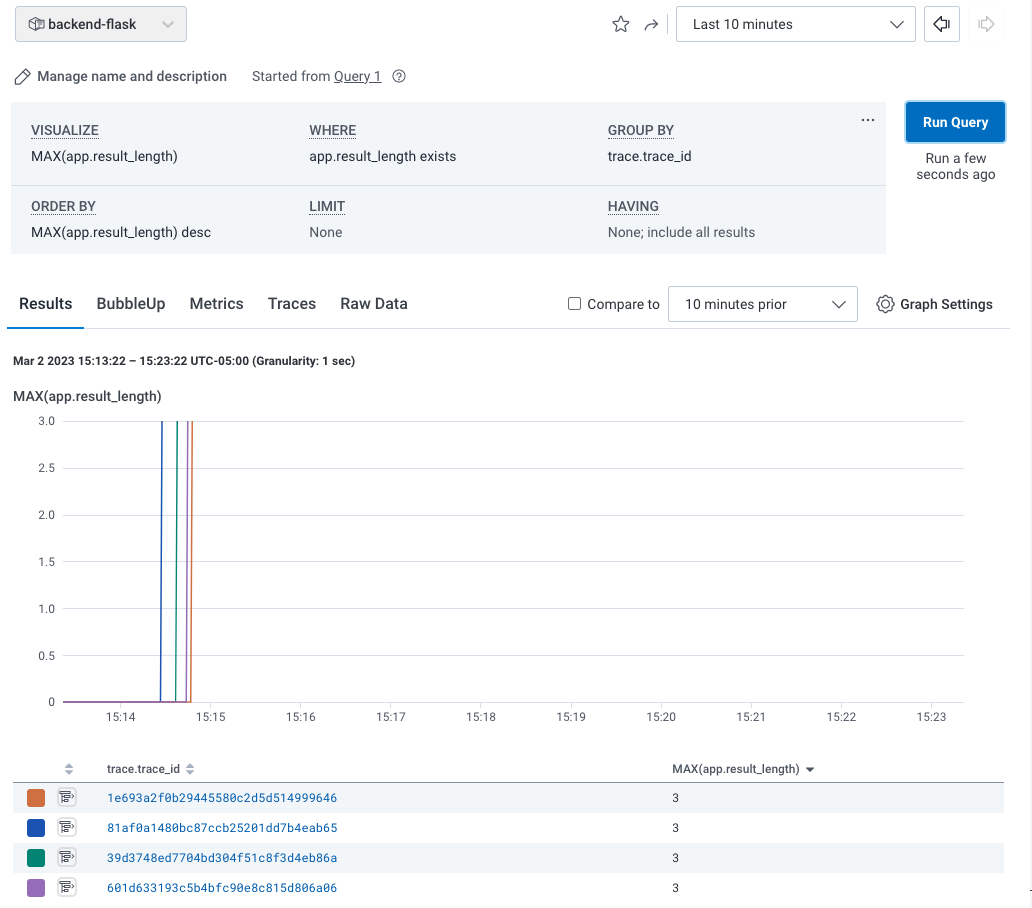 backend-flask
Last 10 minutes
Manage name and description Started from Query 1
VISUALIZE WHERE GROUP BY
MAX(app.result_length) app.result_length exists trace.trace_id
Run Query
Run a few
seconds ago
ORDER BY LIMIT HAVING
MAX(app.result_length) desc None None; include all results
Results BubbleUp Metrics Traces Raw Data Compare to 10 minutes prior Graph Settings
Mar 2 2023 15:13:22 – 15:23:22 UTC-05:00 (Granularity: 1 sec)
MAX(app.result_length)
3.0
2.5
2.0
1.5
1.0
0.5
0
15:14 15:15 15:16 15:17 15:18 15:19 15:20 15:21 15:22 15:23
trace.trace_id MAX(app.result_length)
1e693a2f0b29445580c2d5d514999646 3
81af0a1480bc87ccb25201dd7b4eab65 3
39d3748ed7704bd304f51c8f3d4eb86a 3
601d633193c5b4bfc90e8c815d806a06 3